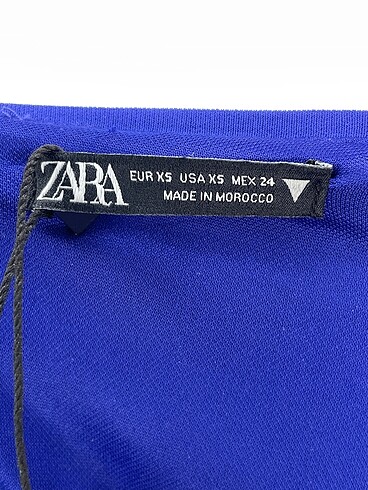 ZARA
EUR XS USA XS MEX 24
MADE IN MOROCCO